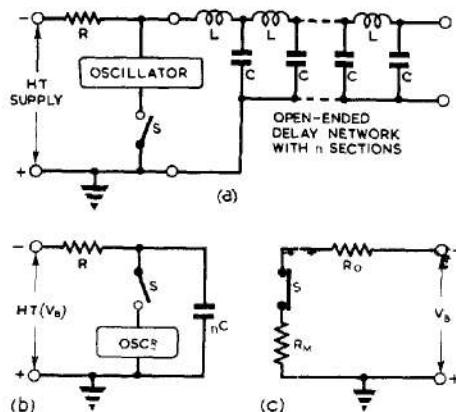 −
R
L
L
L
OSCILLATOR
C
C
C
C
HT
SUPPLY
S
OPEN-ENDED
DELAY NETWORK
WITH n SECTIONS
+
(a)
−
R
S
HT(VB)
nC
OSCR
+
(b)
RO
−
S
VB
RM
+
(c)